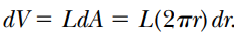 dV = LdA = L(2πr) dr.